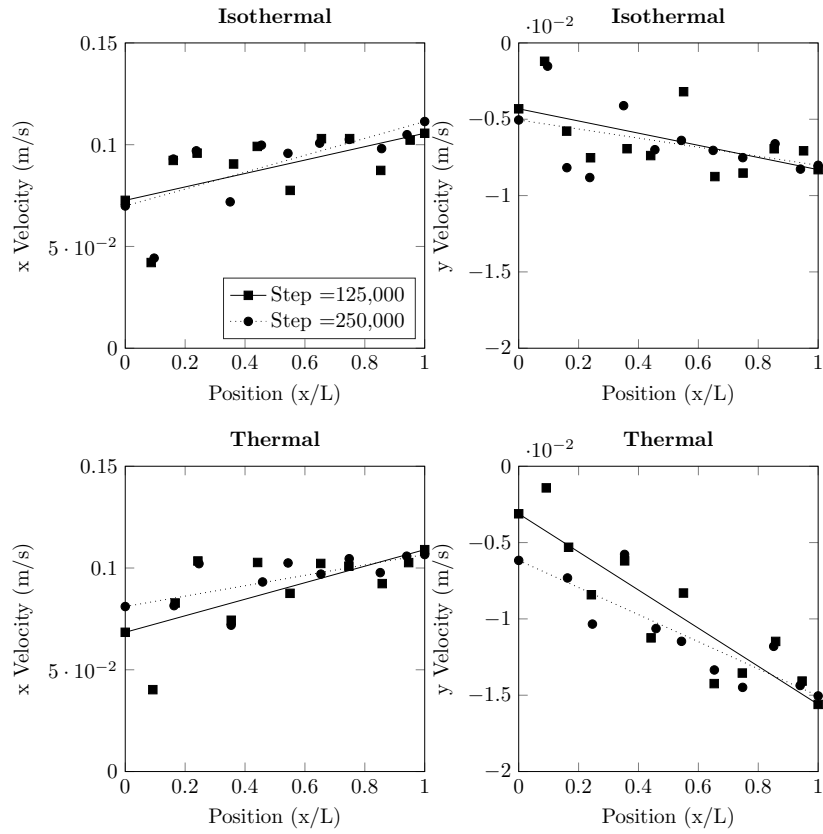 Isothermal
0.15
0.1
5 · 10⁻²
0
x Velocity (m/s)
Step =125,000
Step =250,000
0 0.2 0.4 0.6 0.8 1
Position (x/L)
Isothermal
·10⁻²
0
−0.5
−1
−1.5
−2
y Velocity (m/s)
0 0.2 0.4 0.6 0.8 1
Position (x/L)
Thermal
0.15
0.1
5 · 10⁻²
0
x Velocity (m/s)
0 0.2 0.4 0.6 0.8 1
Position (x/L)
Thermal
·10⁻²
0
−0.5
−1
−1.5
−2
y Velocity (m/s)
0 0.2 0.4 0.6 0.8 1
Position (x/L)